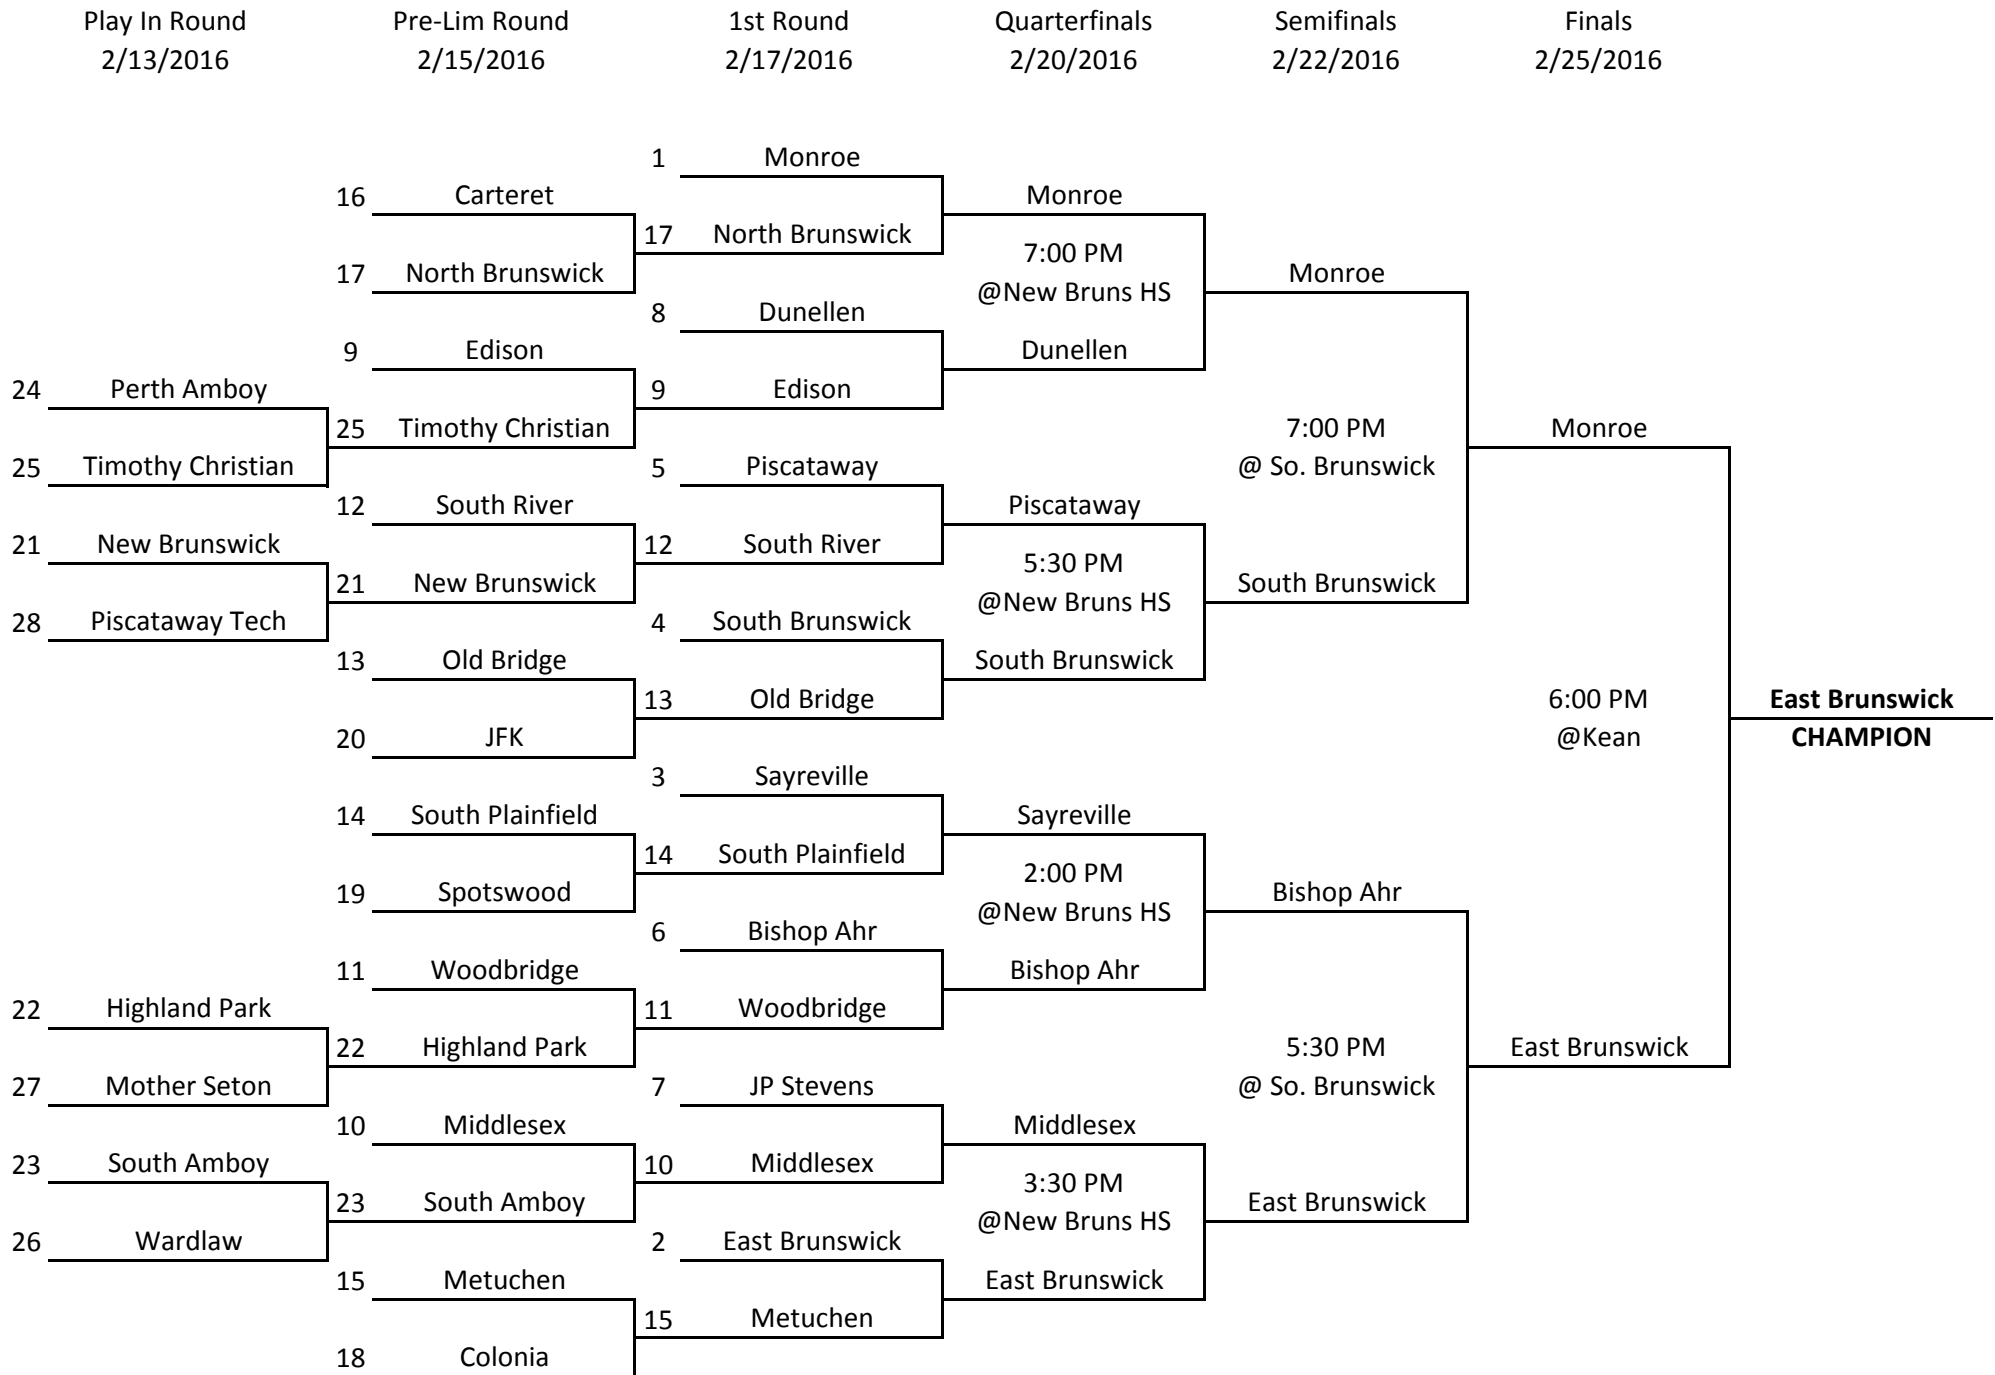 Play In Round
2/13/2016
Pre-Lim Round
2/15/2016
1st Round
2/17/2016
Quarterfinals
2/20/2016
Semifinals
2/22/2016
Finals
2/25/2016
24 Perth Amboy
25 Timothy Christian
21 New Brunswick
28 Piscataway Tech
22 Highland Park
27 Mother Seton
23 South Amboy
26 Wardlaw
16 Carteret
17 North Brunswick
9 Edison
25 Timothy Christian
12 South River
21 New Brunswick
13 Old Bridge
20 JFK
14 South Plainfield
19 Spotswood
11 Woodbridge
22 Highland Park
10 Middlesex
23 South Amboy
15 Metuchen
18 Colonia
1 Monroe
17 North Brunswick
8 Dunellen
9 Edison
5 Piscataway
12 South River
4 South Brunswick
13 Old Bridge
3 Sayreville
14 South Plainfield
6 Bishop Ahr
11 Woodbridge
7 JP Stevens
10 Middlesex
2 East Brunswick
15 Metuchen
Monroe
7:00 PM
@New Bruns HS
Dunellen
Piscataway
5:30 PM
@New Bruns HS
South Brunswick
Sayreville
2:00 PM
@New Bruns HS
Bishop Ahr
Middlesex
3:30 PM
@New Bruns HS
East Brunswick
Monroe
7:00 PM
@ So. Brunswick
South Brunswick
Bishop Ahr
5:30 PM
@ So. Brunswick
East Brunswick
Monroe
6:00 PM
@Kean
East Brunswick
East Brunswick
CHAMPION